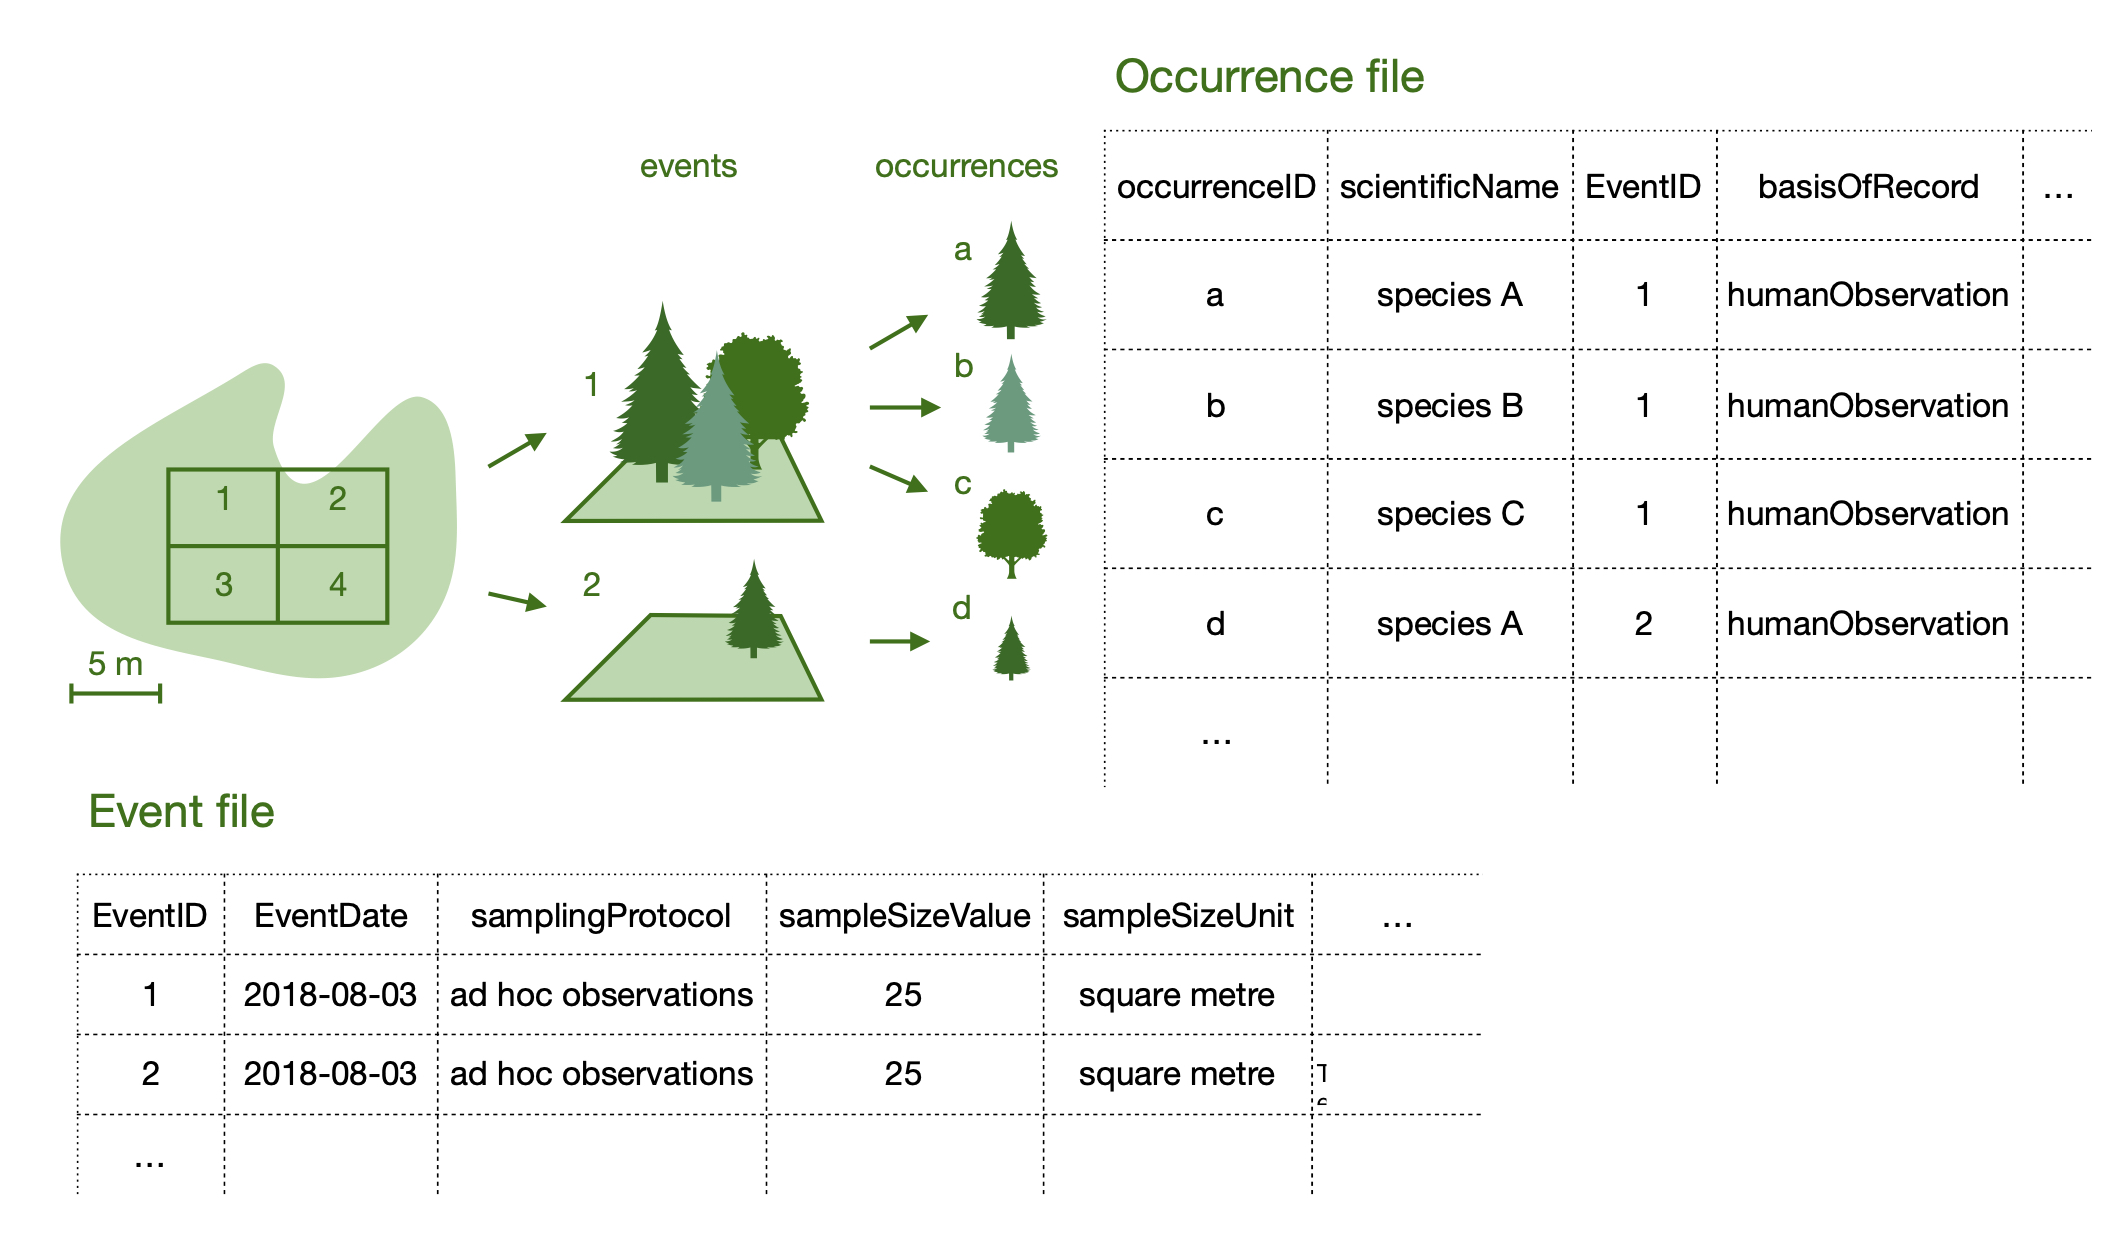 Occurrence file
events
occurrences
occurrenceID scientificName EventID basisOfRecord ...
a species A 1 humanObservation
b species B 1 humanObservation
c species C 1 humanObservation
d species A 2 humanObservation
...
a
b
c
d
1
2
1 2
3 4
5 m
Event file
EventID EventDate samplingProtocol sampleSizeValue sampleSizeUnit ...
1 2018-08-03 ad hoc observations 25 square metre
2 2018-08-03 ad hoc observations 25 square metre
...